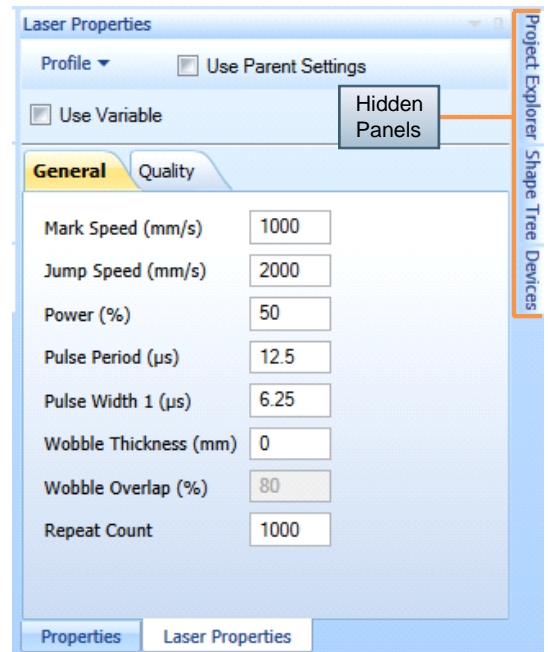 Laser Properties
Profile
Use Parent Settings
Use Variable
Hidden
Panels
General
Quality
Mark Speed (mm/s) 1000
Jump Speed (mm/s) 2000
Power (%) 50
Pulse Period (µs) 12.5
Pulse Width 1 (µs) 6.25
Wobble Thickness (mm) 0
Wobble Overlap (%) 80
Repeat Count 1000
Properties
Laser Properties
Project Explorer
Shape Tree
Devices